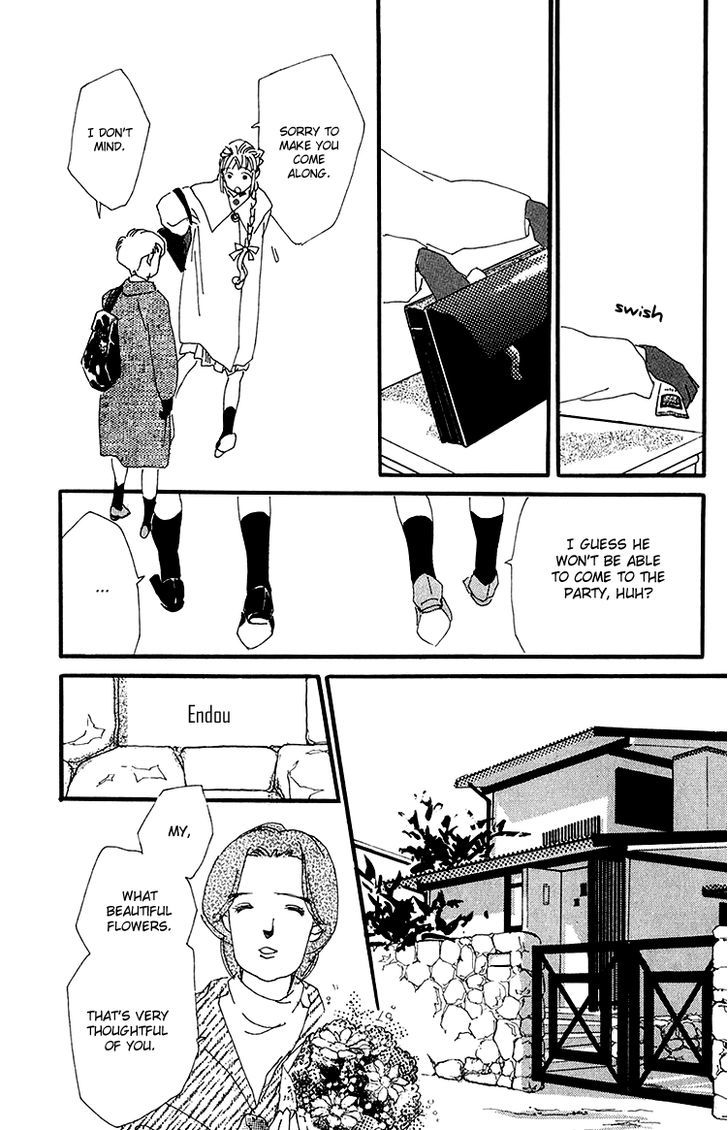 swish
SORRY TO
MAKE YOU
COME
ALONG.
I DON'T
MIND.
I GUESS HE
WON'T BE ABLE
TO COME TO THE
PARTY, HUH?
...
Endou
MY,
WHAT
BEAUTIFUL
FLOWERS.
THAT'S VERY
THOUGHTFUL
OF YOU.